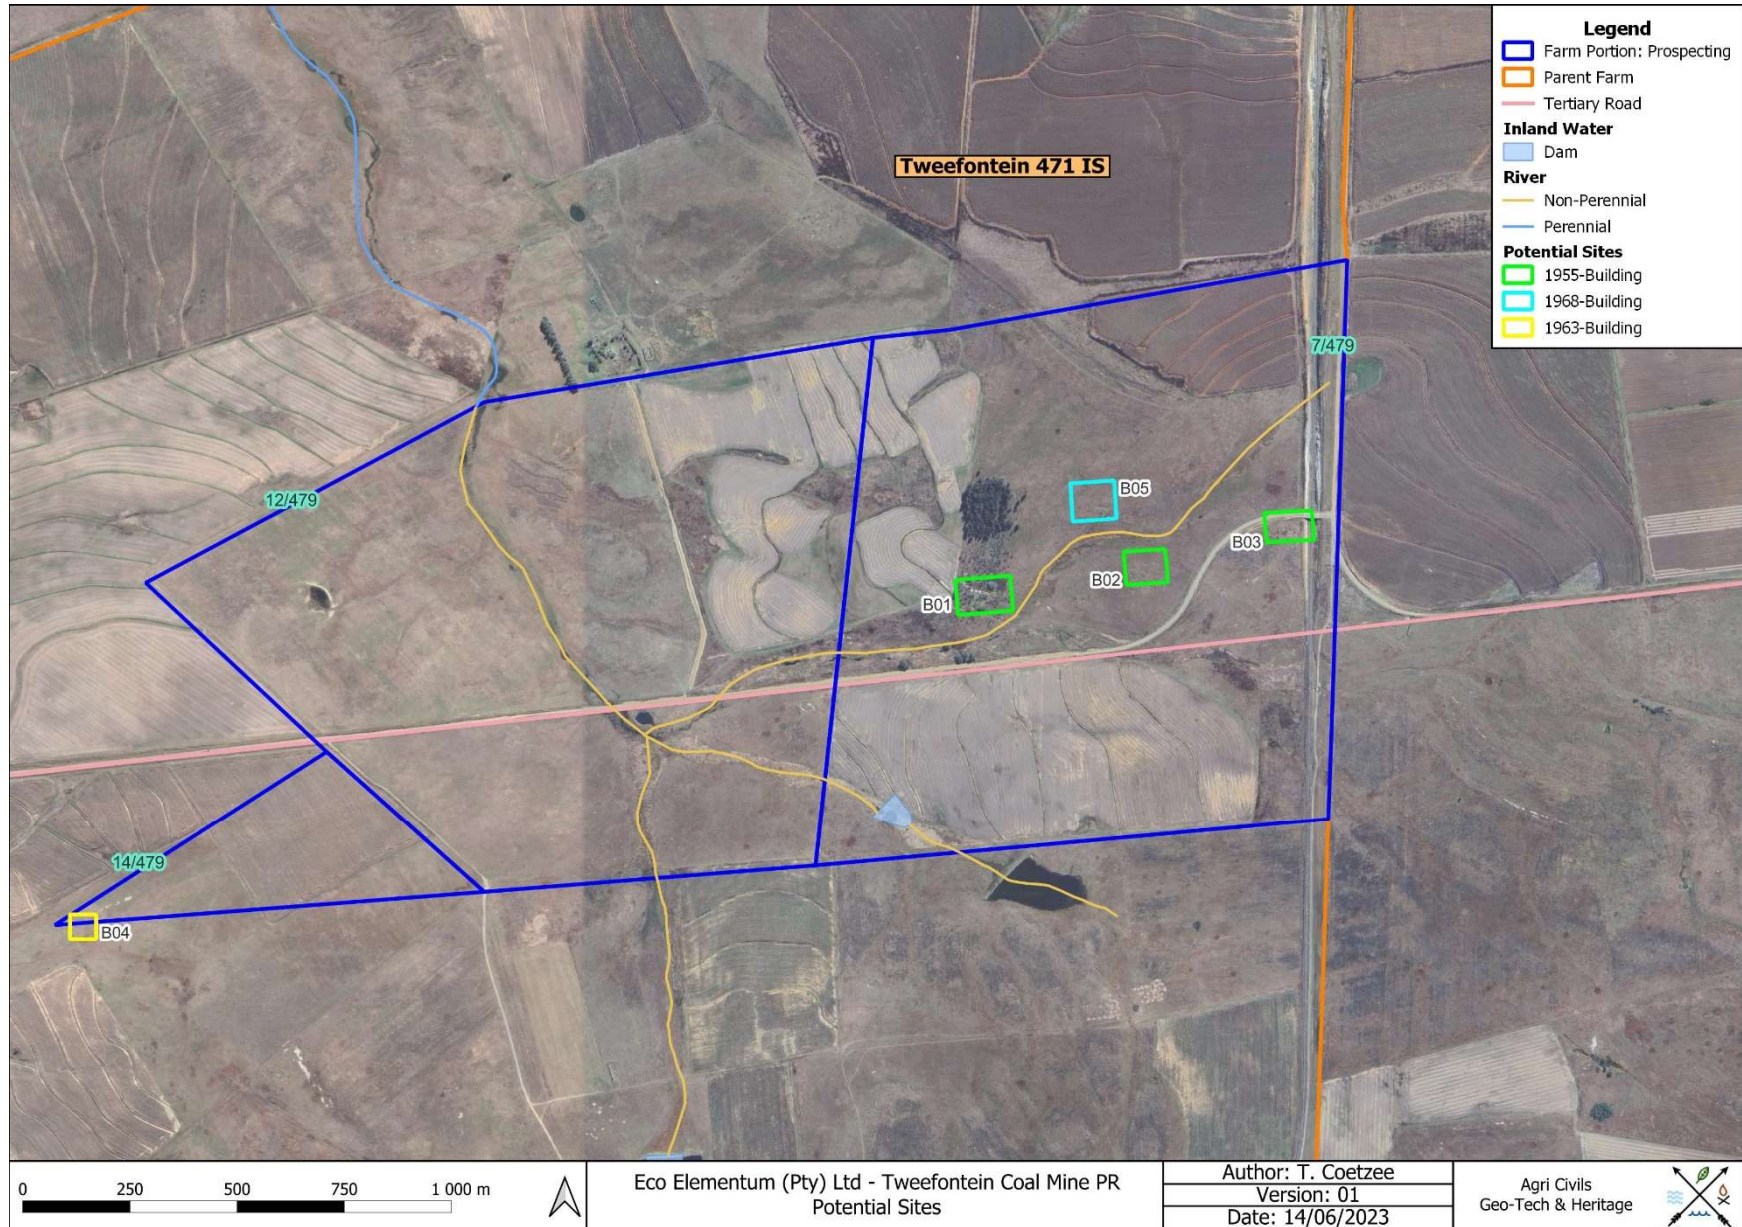 Legend
Farm Portion: Prospecting
Parent Farm
Tertiary Road
Inland Water
Dam
River
Non-Perennial
Perennial
Potential Sites
1955-Building
1968-Building
1963-Building
Tweefontein 471 IS
7/479
12/479
B05
B03
B02
B01
14/479
B04
0 250 500 750 1 000 m
Eco Elementum (Pty) Ltd - Tweefontein Coal Mine PR
Potential Sites
Author: T. Coetzee
Version: 01
Date: 14/06/2023
Agri Civils
Geo-Tech & Heritage